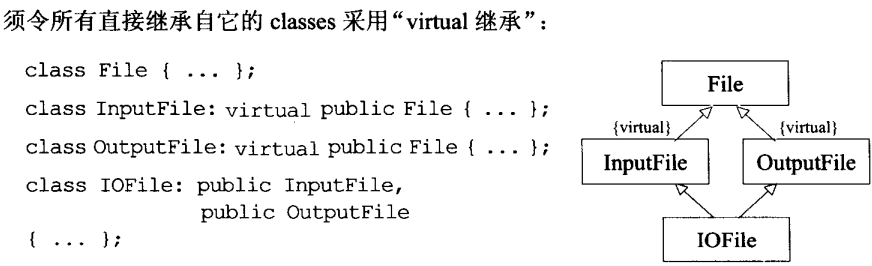 须令所有直接继承自它的 classes 采用“virtual 继承”：
class File { ... };
class InputFile: virtual public File { ... };
class OutputFile: virtual public File { ... };
class IOFile: public InputFile,
public OutputFile
{ ... };
File
{virtual} {virtual}
InputFile OutputFile
IOFile